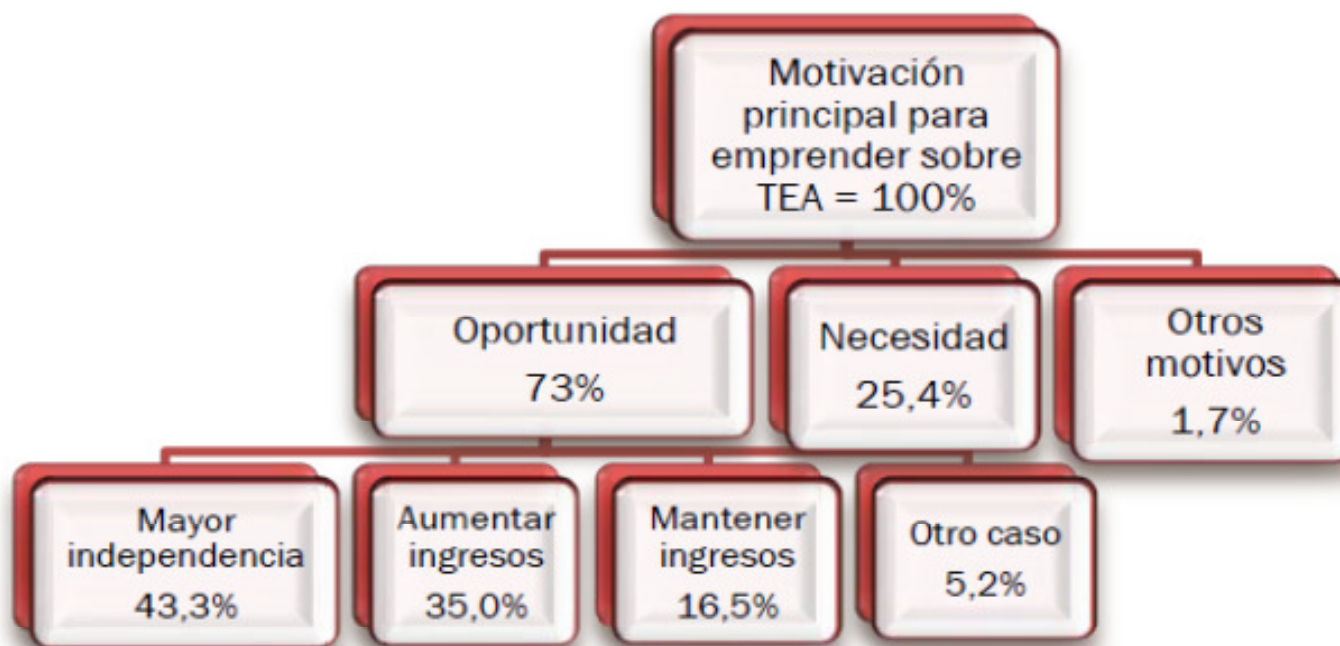 Motivación
principal para
emprender sobre
TEA = 100%
Oportunidad
73%
Necesidad
25,4%
Otros
motivos
1,7%
Mayor
independencia
43,3%
Aumentar
ingresos
35,0%
Mantener
ingresos
16,5%
Otro caso
5,2%